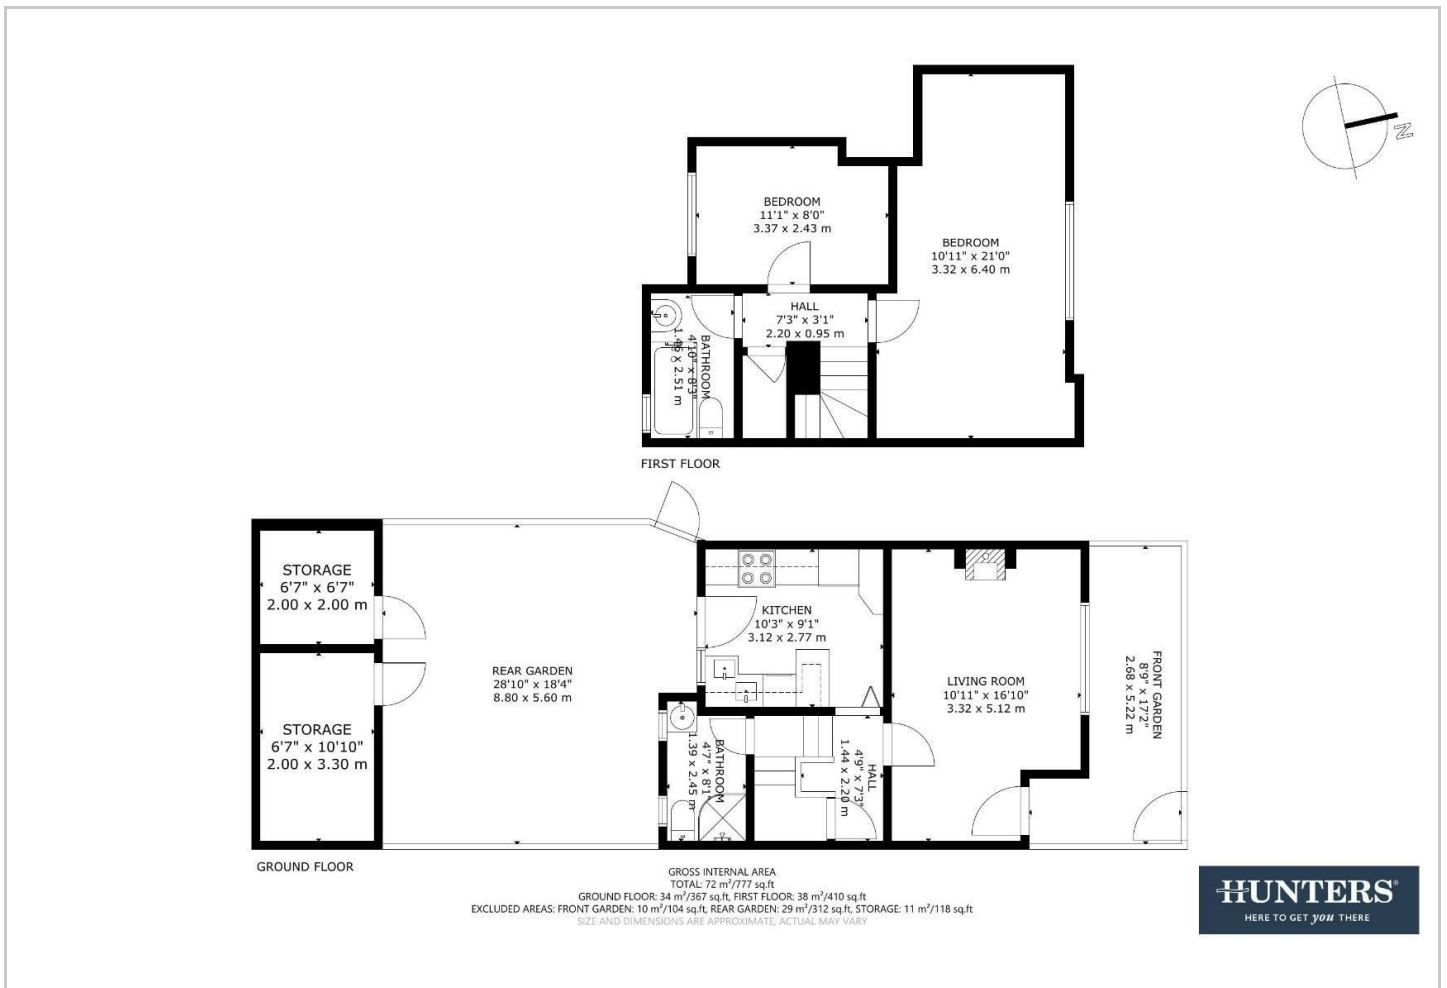 BEDROOM
11'1" x 8'0"
3.37 x 2.43 m
BEDROOM
10'11" x 21'0"
3.32 x 6.40 m
N
HALL
7'3" x 3'1"
2.20 x 0.95 m
BATHROOM
4'10" x 8'3"
1.46 x 2.51 m
FIRST FLOOR
STORAGE
6'7" x 6'7"
2.00 x 2.00 m
STORAGE
6'7" x 10'10"
2.00 x 3.30 m
REAR GARDEN
28'10" x 18'4"
8.80 x 5.60 m
KITCHEN
10'3" x 9'1"
3.12 x 2.77 m
BATHROOM
4'7" x 8'1"
1.39 x 2.45 m
HALL
4'9" x 7'3"
1.44 x 2.20 m
LIVING ROOM
10'11" x 16'10"
3.32 x 5.12 m
FRONT GARDEN
8'9" x 17'2"
2.68 x 5.22 m
GROUND FLOOR
GROSS INTERNAL AREA
TOTAL: 72 m²/777 sq.ft
GROUND FLOOR: 34 m²/367 sq.ft, FIRST FLOOR: 38 m²/410 sq.ft
EXCLUDED AREAS: FRONT GARDEN: 10 m²/104 sq.ft, REAR GARDEN: 29 m²/312 sq.ft, STORAGE: 11 m²/118 sq.ft
SIZE AND DIMENSIONS ARE APPROXIMATE, ACTUAL MAY VARY
HUNTERS®
HERE TO GET you THERE